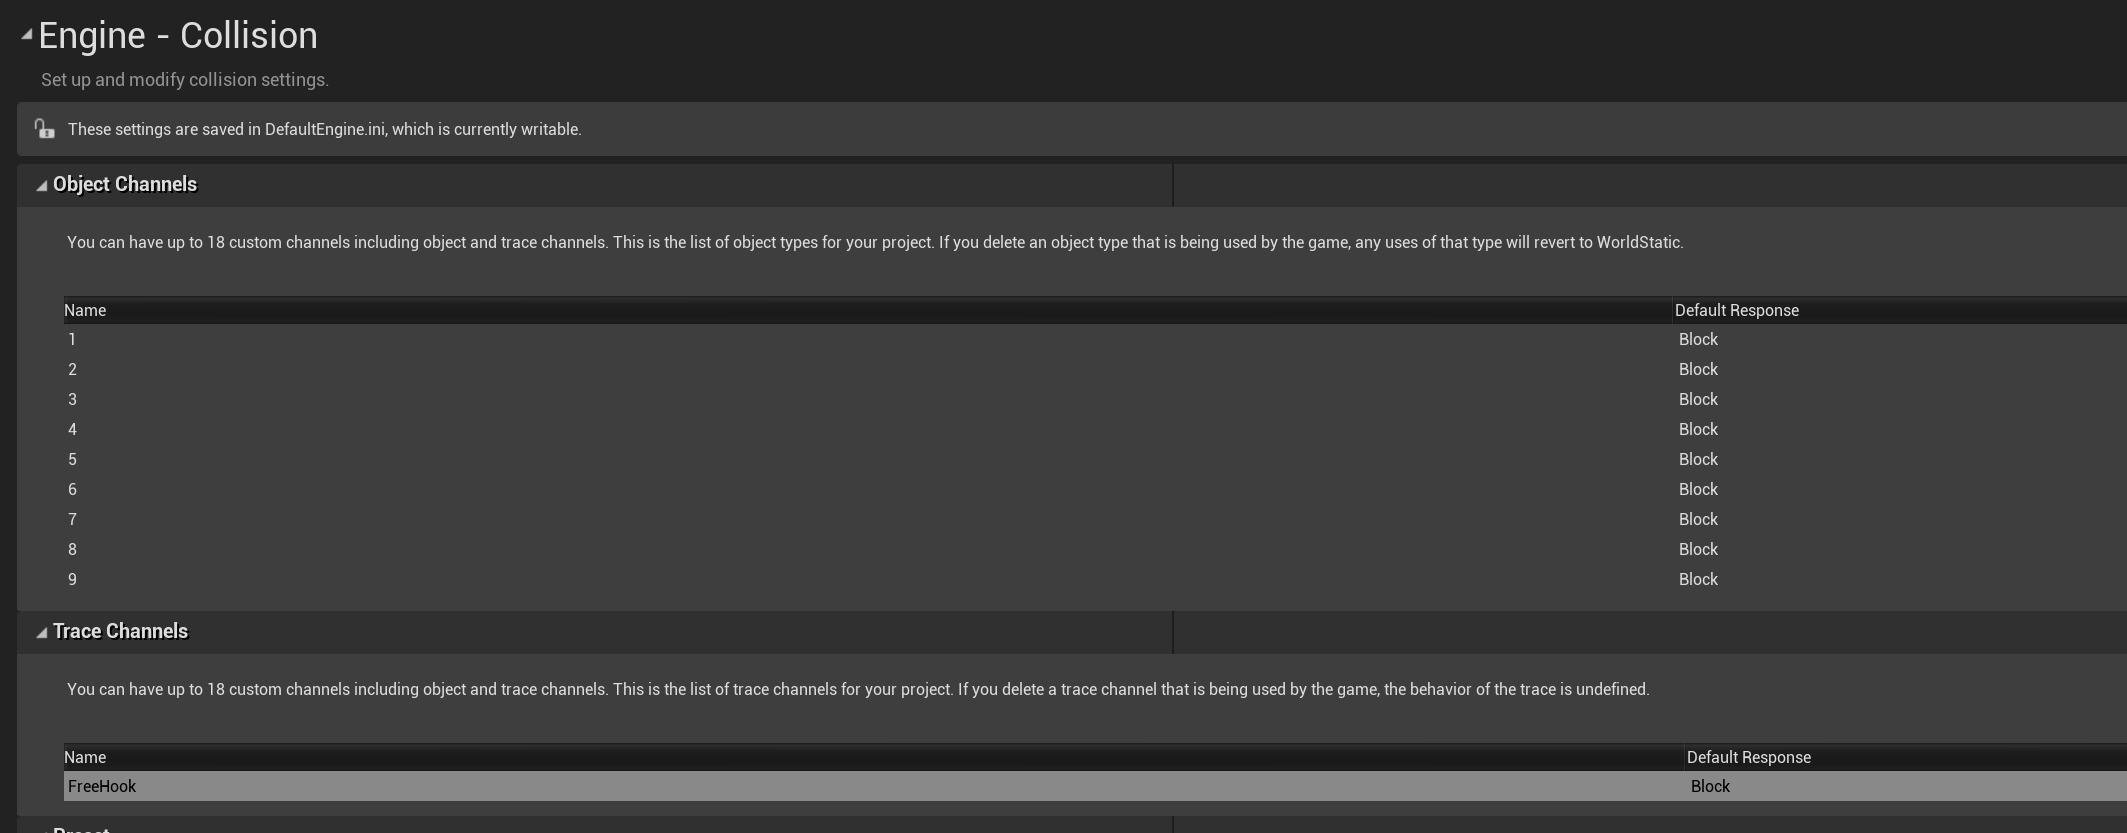 Engine - Collision
Set up and modify collision settings.
These settings are saved in DefaultEngine.ini, which is currently writable.
Object Channels
You can have up to 18 custom channels including object and trace channels. This is the list of object types for your project. If you delete an object type that is being used by the game, any uses of that type will revert to WorldStatic.
Name Default Response
1 Block
2 Block
3 Block
4 Block
5 Block
6 Block
7 Block
8 Block
9 Block
Trace Channels
You can have up to 18 custom channels including object and trace channels. This is the list of trace channels for your project. If you delete a trace channel that is being used by the game, the behavior of the trace is undefined.
Name Default Response
FreeHook Block
Preset